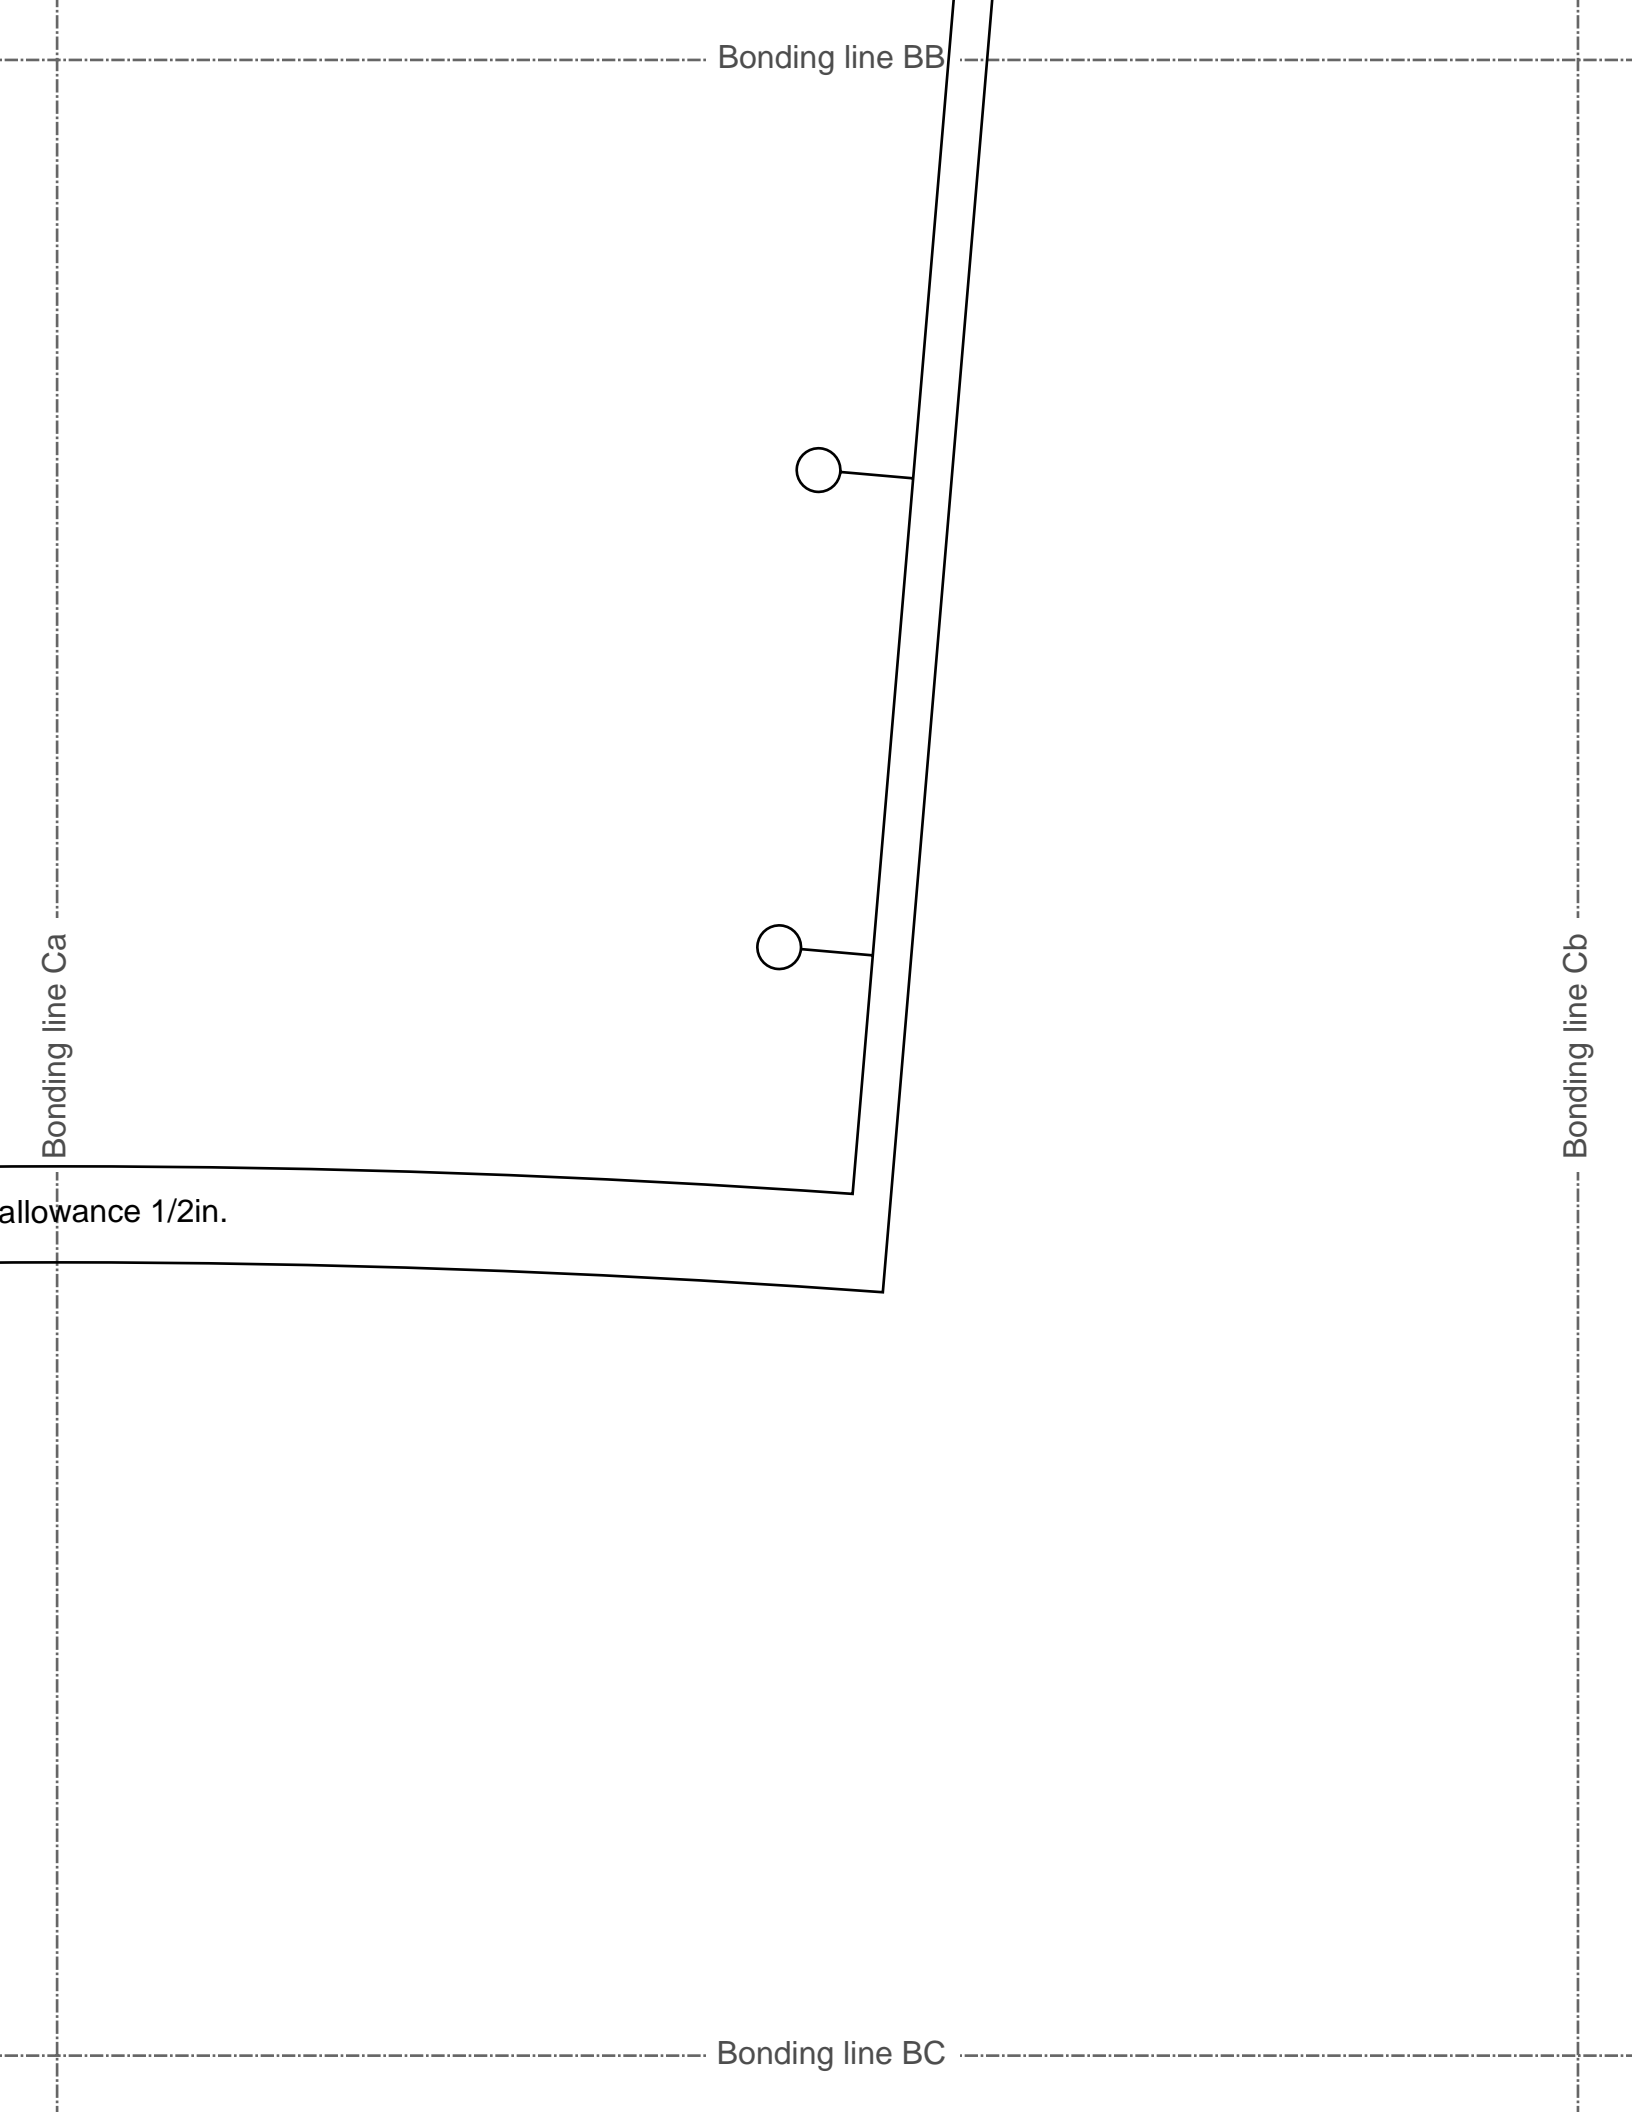 Bonding line BB
Bonding line Ca
Bonding line Cb
allowance 1/2in.
Bonding line BC